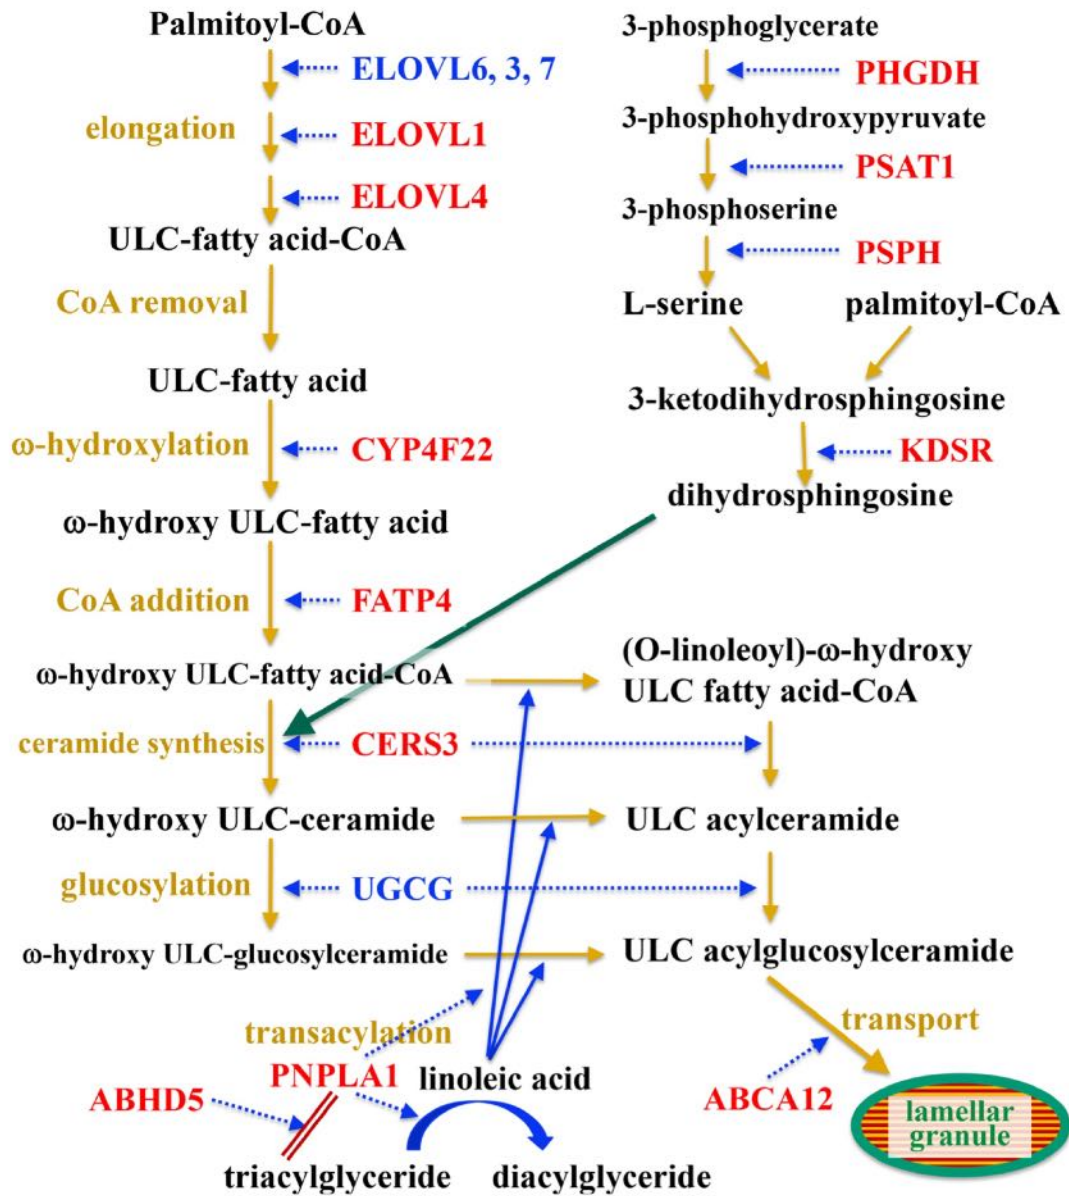 Palmitoyl-CoA
ELOVL6, 3, 7
elongation
ELOVL1
ELOVL4
ULC-fatty acid-CoA
CoA removal
ULC-fatty acid
ω-hydroxylation
CYP4F22
ω-hydroxy ULC-fatty acid
CoA addition
FATP4
ω-hydroxy ULC-fatty acid-CoA
ceramide synthesis
CERS3
ω-hydroxy ULC-ceramide
glucosylation
UGCG
ω-hydroxy ULC-glucosylceramide
3-phosphoglycerate
PHGDH
3-phosphohydroxypyruvate
PSAT1
3-phosphoserine
PSPH
L-serine
palmitoyl-CoA
3-ketodihydrosphingosine
KDSR
dihydrosphingosine
(O-linoleoyl)-ω-hydroxy
ULC fatty acid-CoA
ULC acylceramide
ULC acylglucosylceramide
transacylation
PNPLA1
linoleic acid
ABHD5
triacylglyceride
diacylglyceride
transport
ABCA12
lamellar
granule